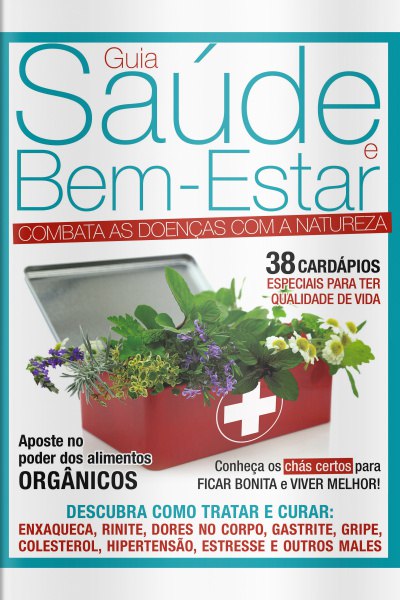 Guia
Saúde
e
Bem-Estar
COMBATA AS DOENÇAS COM A NATUREZA
38 CARDÁPIOS
ESPECIAIS PARA TER
QUALIDADE DE VIDA
Aposte no
poder dos alimentos
ORGÂNICOS
Conheça os chás certos para
FICAR BONITA e VIVER MELHOR!
DESCUBRA COMO TRATAR E CURAR:
ENXAQUECA, RINITE, DORES NO CORPO, GASTRITE, GRIPE,
COLESTEROL, HIPERTENSÃO, ESTRESSE E OUTROS MALES